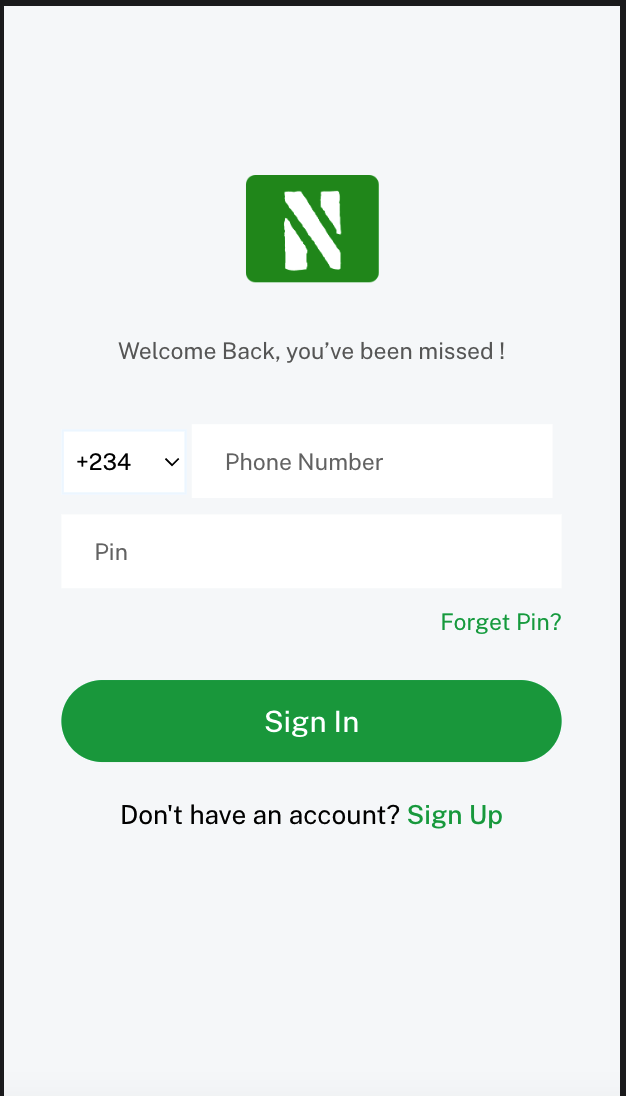 N
Welcome Back, you’ve been missed !
+234 Phone Number
Pin
Forget Pin?
Sign In
Don't have an account? Sign Up